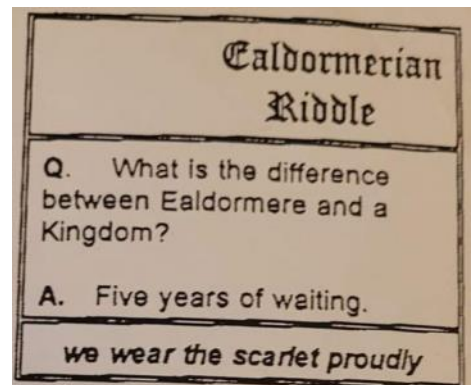 Ealdormerian
Riddle
Q. What is the difference
between Ealdormere and a
Kingdom?
A. Five years of waiting.
we wear the scarlet proudly